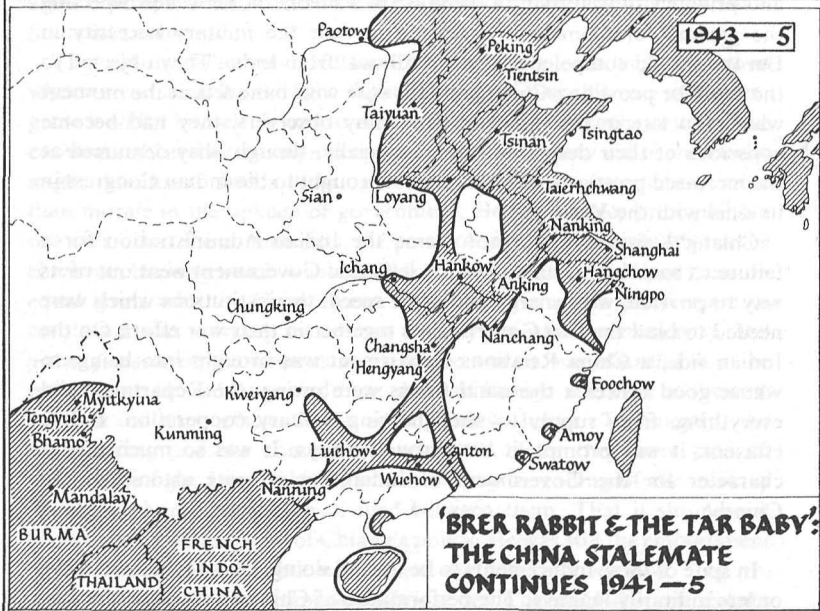 1943 - 5
Paotow
Peking
Tientsin
Taiyuan
Tsinan
Tsingtao
Sian
Loyang
Taierhchwang
Nanking
Shanghai
Ichang
Hankow
Anking
Hangchow
Ningpo
Chungking
Nanchang
Changsha
Hengyang
Myitkyina
Kweiyang
Foochow
Tengyueh
Bhamo
Kunming
Liuchow
Canton
Amoy
Swatow
Mandalay
Nanning
Wuchow
BURMA
THAILAND
FRENCH
INDO-
CHINA
'BRER RABBIT & THE TAR BABY':
THE CHINA STALEMATE
CONTINUES 1941 - 5